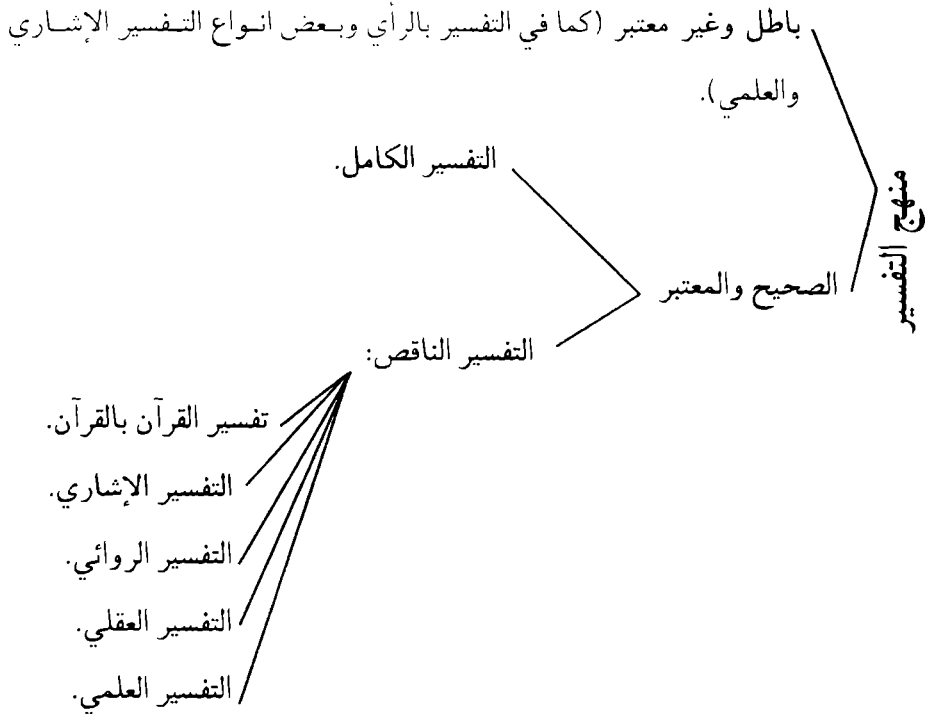 باطل وغير معتبر (كما في التفسير بالرأي وبعض انواع التفسير الإشاري
والعلمي).
التفسير الكامل.
منهج التفسير
الصحيح والمعتبر
التفسير الناقص:
تفسير القرآن بالقرآن.
التفسير الإشاري.
التفسير الروائي.
التفسير العقلي.
التفسير العلمي.